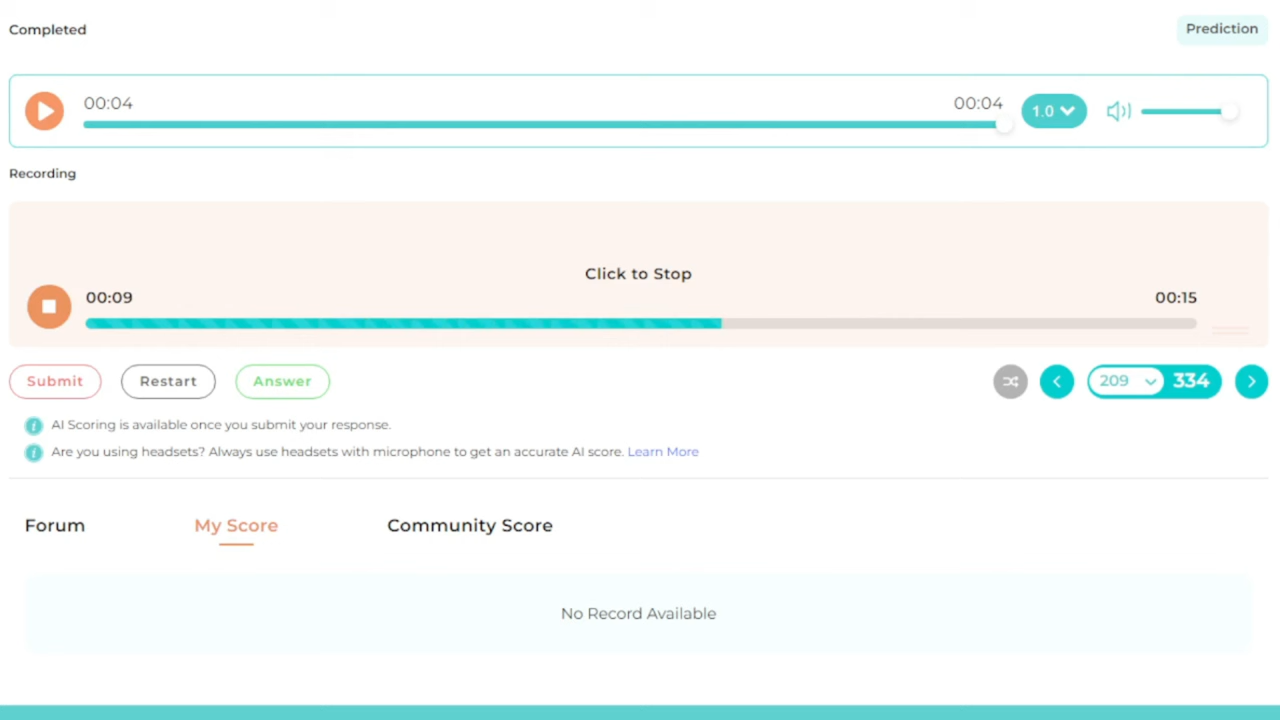 Completed
Prediction
00:04
00:04
1.0
Recording
Click to Stop
00:09
00:15
Submit
Restart
Answer
209
334
AI Scoring is available once you submit your response.
Are you using headsets? Always use headsets with microphone to get an accurate AI score. Learn More
Forum
My Score
Community Score
No Record Available